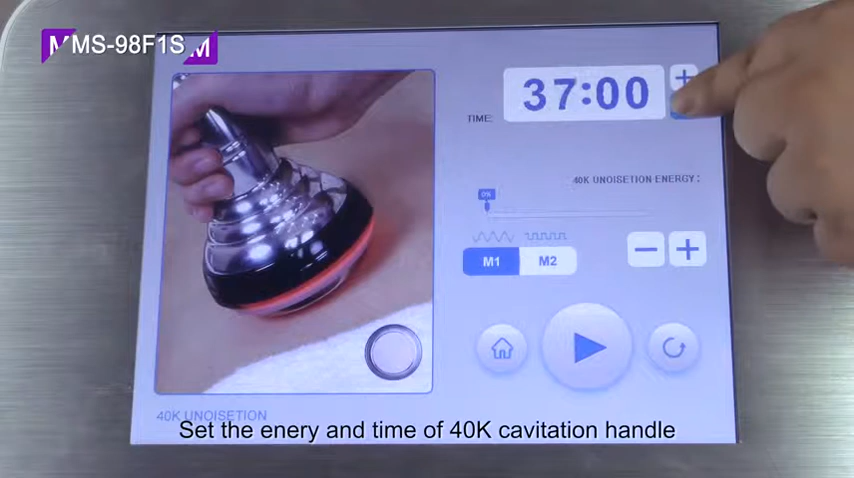 MMS-98F1S M
37:00
+
TIME:
40K UNOISETION ENERGY:
0%
M1 M2 − +
40K UNOISETION
Set the enery and time of 40K cavitation handle